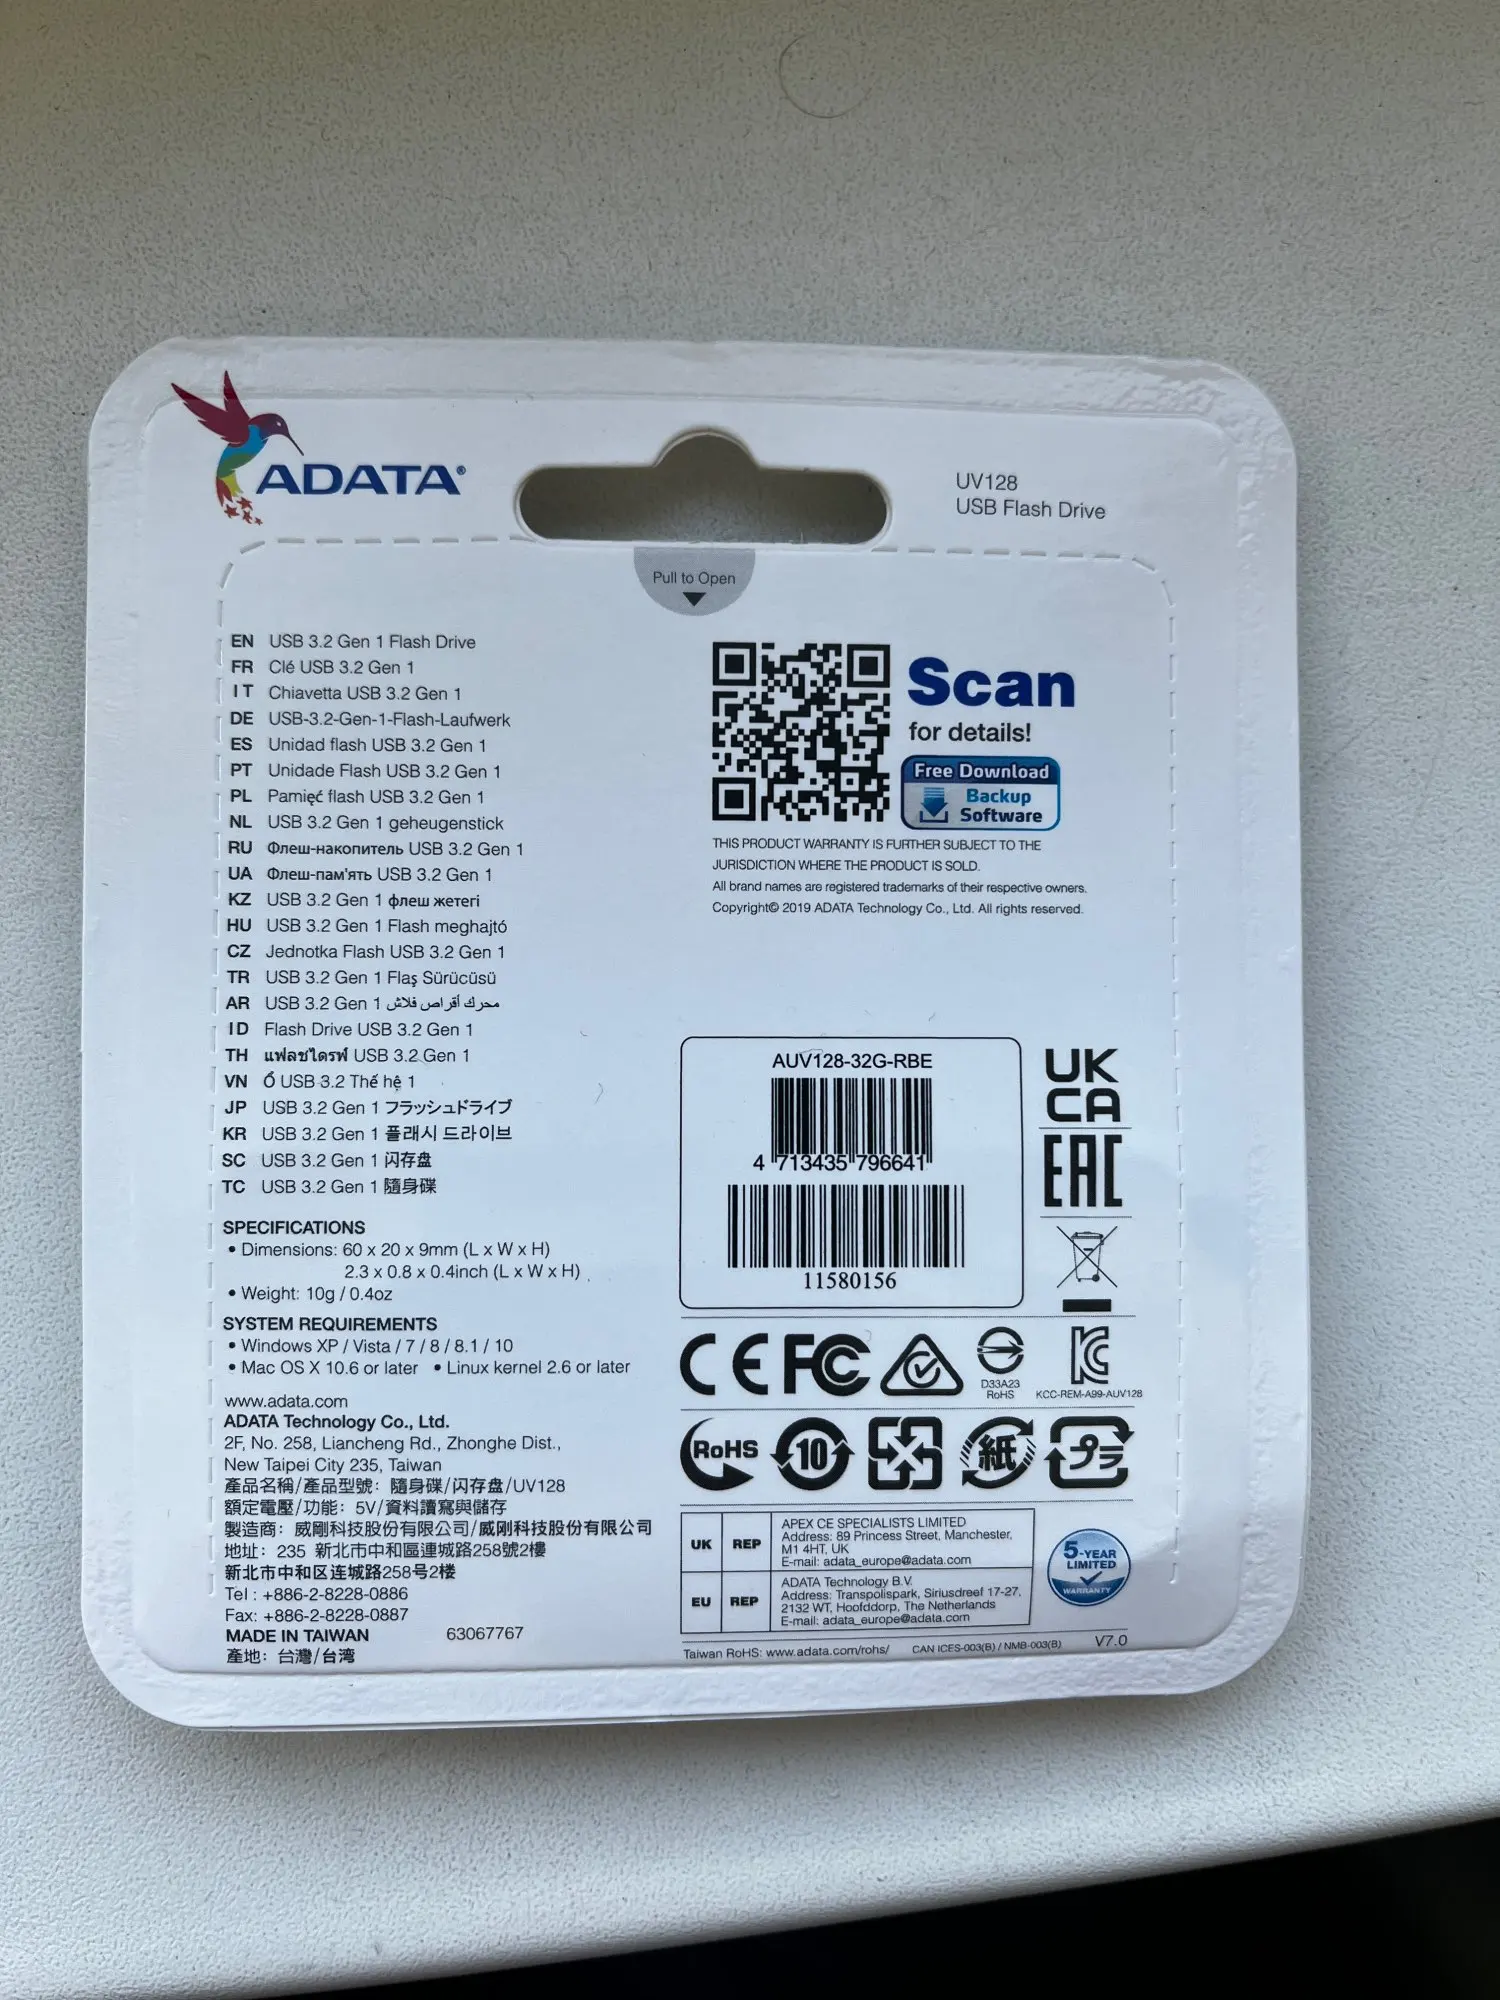 ADATA®
UV128
USB Flash Drive
Pull to Open
EN USB 3.2 Gen 1 Flash Drive
FR Clé USB 3.2 Gen 1
IT Chiavetta USB 3.2 Gen 1
DE USB-3.2-Gen-1-Flash-Laufwerk
ES Unidad flash USB 3.2 Gen 1
PT Unidade Flash USB 3.2 Gen 1
PL Pamięć flash USB 3.2 Gen 1
NL USB 3.2 Gen 1 geheugenstick
RU Флеш-накопитель USB 3.2 Gen 1
UA Флеш-пам'ять USB 3.2 Gen 1
KZ USB 3.2 Gen 1 флеш жетегі
HU USB 3.2 Gen 1 Flash meghajtó
CZ Jednotka Flash USB 3.2 Gen 1
TR USB 3.2 Gen 1 Flaş Sürücüsü
AR USB 3.2 Gen 1 محرك أقراص فلاش
ID Flash Drive USB 3.2 Gen 1
TH แฟลชไดรฟ์ USB 3.2 Gen 1
VN Ổ USB 3.2 Thế hệ 1
JP USB 3.2 Gen 1 フラッシュドライブ
KR USB 3.2 Gen 1 플래시 드라이브
SC USB 3.2 Gen 1 闪存盘
TC USB 3.2 Gen 1 隨身碟
SPECIFICATIONS
• Dimensions: 60 x 20 x 9mm (L x W x H)
2.3 x 0.8 x 0.4inch (L x W x H)
• Weight: 10g / 0.4oz
SYSTEM REQUIREMENTS
• Windows XP / Vista / 7 / 8 / 8.1 / 10
• Mac OS X 10.6 or later • Linux kernel 2.6 or later
www.adata.com
ADATA Technology Co., Ltd.
2F, No. 258, Liancheng Rd., Zhonghe Dist.,
New Taipei City 235, Taiwan
產品名稱/產品型號：隨身碟/闪存盘/UV128
額定電壓/功能：5V/資料讀寫與儲存
製造商：威剛科技股份有限公司/威刚科技股份有限公司
地址：235 新北市中和區連城路258號2樓
新北市中和区连城路258号2楼
Tel : +886-2-8228-0886
Fax: +886-2-8228-0887
MADE IN TAIWAN 63067767
產地：台灣/台湾
Scan
for details!
Free Download
Backup
Software
THIS PRODUCT WARRANTY IS FURTHER SUBJECT TO THE
JURISDICTION WHERE THE PRODUCT IS SOLD.
All brand names are registered trademarks of their respective owners.
Copyright© 2019 ADATA Technology Co., Ltd. All rights reserved.
AUV128-32G-RBE
4 713435 796641
11580156
UK
CA
EAC
CE FC
D33A23
RoHS
KC
KCC-REM-A99-AUV128
RoHS 10 紙 プラ
UK REP
APEX CE SPECIALISTS LIMITED
Address: 89 Princess Street, Manchester,
M1 4HT, UK
E-mail: adata_europe@adata.com
EU REP
ADATA Technology B.V.
Address: Transpolispark, Siriusdreef 17-27,
2132 WT, Hoofddorp, The Netherlands
E-mail: adata_europe@adata.com
5-YEAR
LIMITED
WARRANTY
Taiwan RoHS: www.adata.com/rohs/ CAN ICES-003(B) / NMB-003(B) V7.0